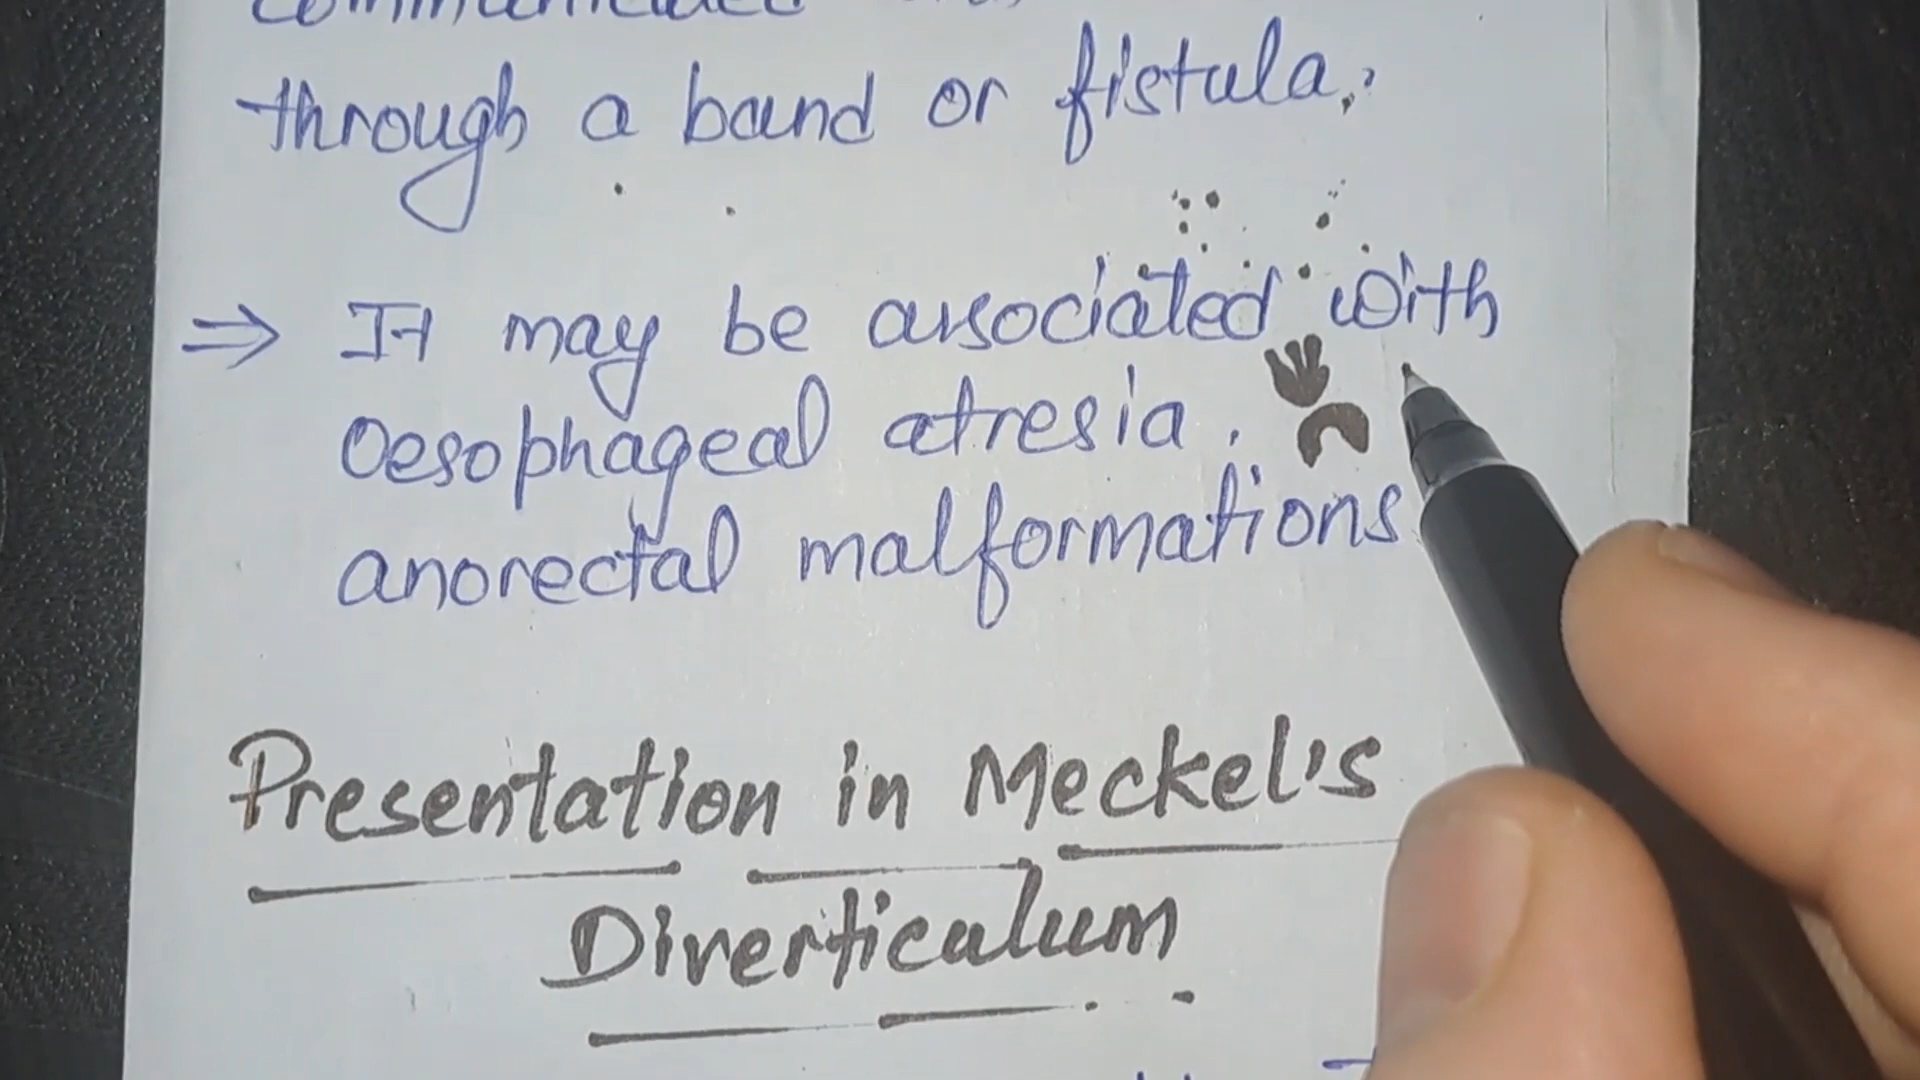 through a band or fistula.
⇒ It may be associated with
Oesophageal atresia.
anorectal malformations
Presentation in Meckel's
Diverticulum